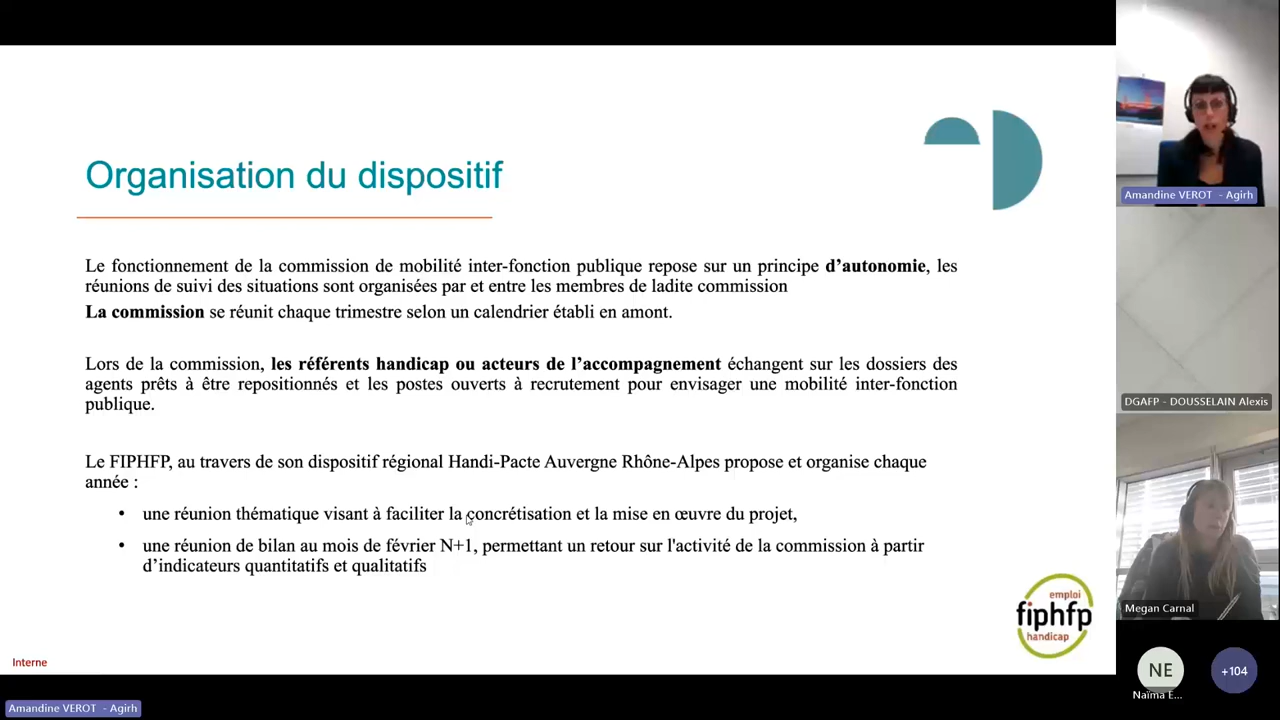 Organisation du dispositif
Le fonctionnement de la commission de mobilité inter-fonction publique repose sur un principe d’autonomie, les
réunions de suivi des situations sont organisées par et entre les membres de ladite commission
La commission se réunit chaque trimestre selon un calendrier établi en amont.
Lors de la commission, les référents handicap ou acteurs de l’accompagnement échangent sur les dossiers des
agents prêts à être repositionnés et les postes ouverts à recrutement pour envisager une mobilité inter-fonction
publique.
Le FIPHFP, au travers de son dispositif régional Handi-Pacte Auvergne Rhône-Alpes propose et organise chaque
année :
• une réunion thématique visant à faciliter la concrétisation et la mise en œuvre du projet,
• une réunion de bilan au mois de février N+1, permettant un retour sur l'activité de la commission à partir
d’indicateurs quantitatifs et qualitatifs
emploi
fiphfp
handicap
Interne
Amandine VEROT - Agirh
Amandine VEROT - Agirh
DGAFP - DOUSSELAIN Alexis
Megan Carnal
NE
Naïma E...
+104